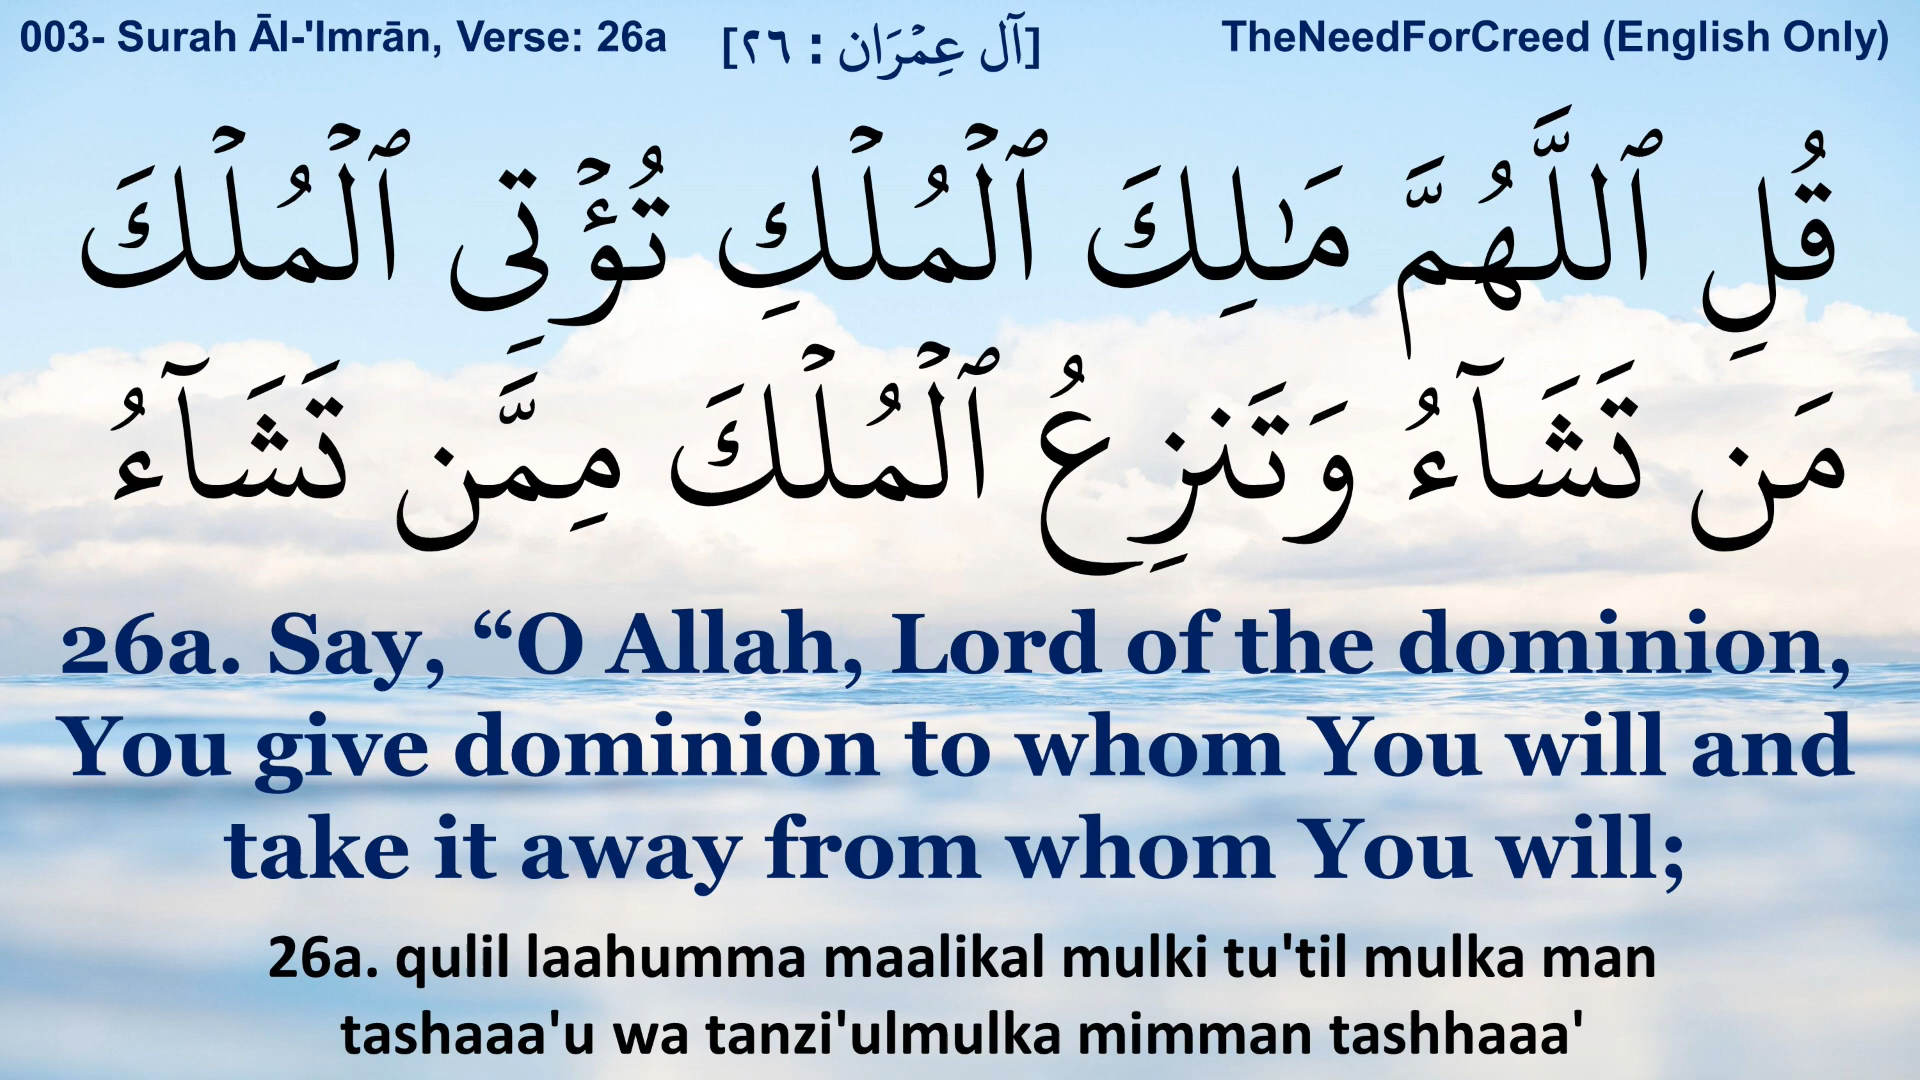 003- Surah Āl-'Imrān, Verse: 26a [آل عِمْرَان : ٢٦] TheNeedForCreed (English Only)
قُلِ ٱللَّهُمَّ مَـٰلِكَ ٱلْمُلْكِ تُؤْتِى ٱلْمُلْكَ
مَن تَشَآءُ وَتَنزِعُ ٱلْمُلْكَ مِمَّن تَشَآءُ
26a. Say, “O Allah, Lord of the dominion,
You give dominion to whom You will and
take it away from whom You will;
26a. qulil laahumma maalikal mulki tu'til mulka man
tashaaa'u wa tanzi'ulmulka mimman tashhaaa'